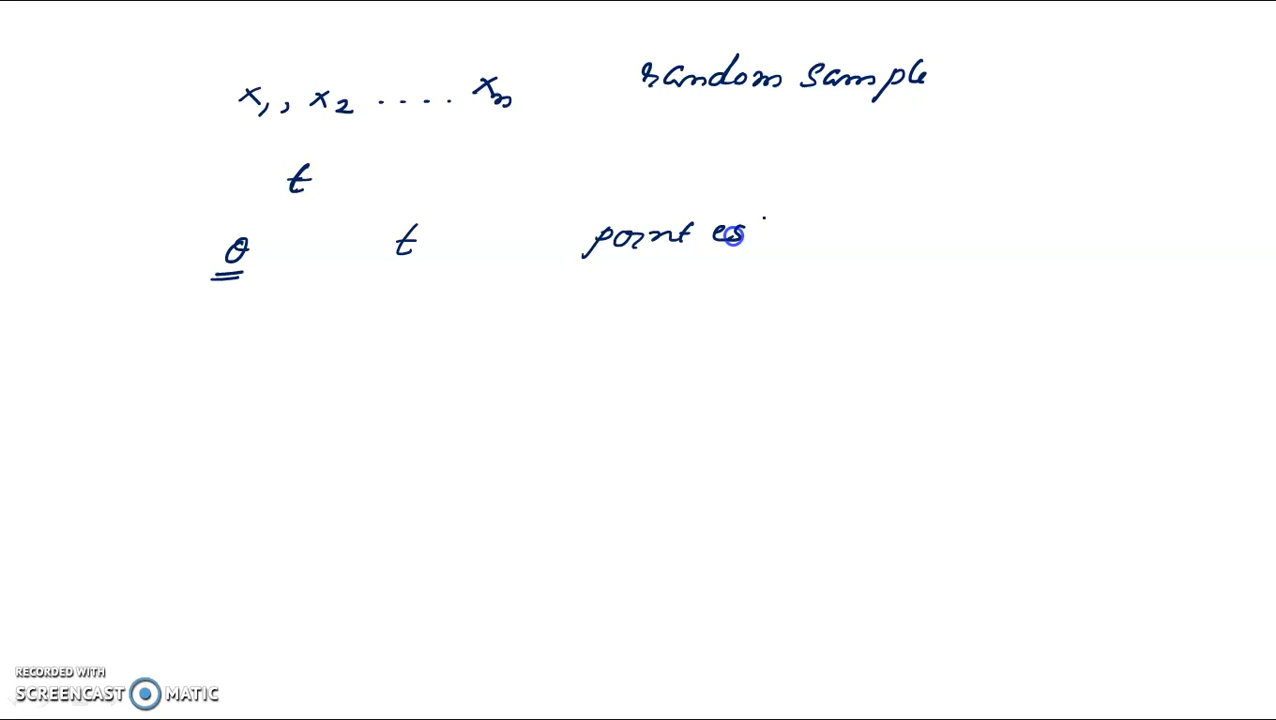 x₁, x₂ .... xₙ random sample
t
θ t point es
RECORDED WITH
SCREENCAST MATIC